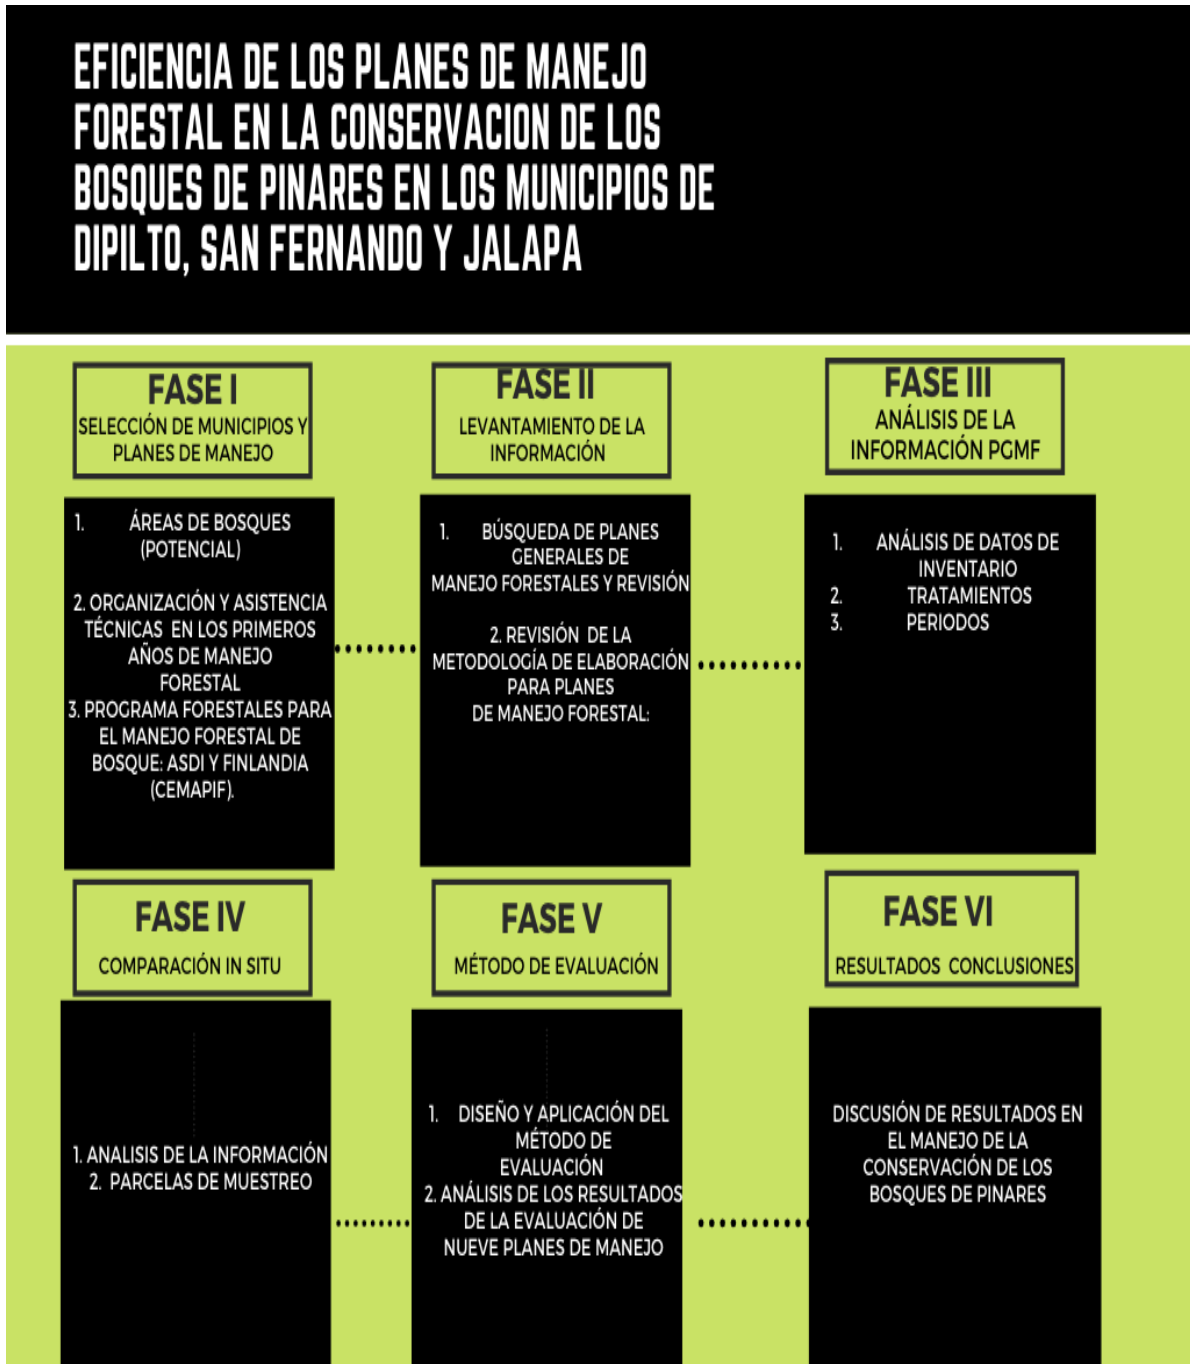 EFICIENCIA DE LOS PLANES DE MANEJO
FORESTAL EN LA CONSERVACION DE LOS
BOSQUES DE PINARES EN LOS MUNICIPIOS DE
DIPILTO, SAN FERNANDO Y JALAPA
FASE I
SELECCIÓN DE MUNICIPIOS Y
PLANES DE MANEJO
1. ÁREAS DE BOSQUES
(POTENCIAL)
2. ORGANIZACIÓN Y ASISTENCIA
TÉCNICAS EN LOS PRIMEROS
AÑOS DE MANEJO
FORESTAL
3. PROGRAMA FORESTALES PARA
EL MANEJO FORESTAL DE
BOSQUE: ASDI Y FINLANDIA
(CEMAPIF).
FASE II
LEVANTAMIENTO DE LA
INFORMACIÓN
1. BÚSQUEDA DE PLANES
GENERALES DE
MANEJO FORESTALES Y REVISIÓN
2. REVISIÓN DE LA
METODOLOGÍA DE ELABORACIÓN
PARA PLANES
DE MANEJO FORESTAL:
FASE III
ANÁLISIS DE LA
INFORMACIÓN PGMF
1. ANÁLISIS DE DATOS DE
INVENTARIO
2. TRATAMIENTOS
3. PERIODOS
FASE IV
COMPARACIÓN IN SITU
1. ANALISIS DE LA INFORMACIÓN
2. PARCELAS DE MUESTREO
FASE V
MÉTODO DE EVALUACIÓN
1. DISEÑO Y APLICACIÓN DEL
MÉTODO DE
EVALUACIÓN
2. ANÁLISIS DE LOS RESULTADOS
DE LA EVALUACIÓN DE
NUEVE PLANES DE MANEJO
FASE VI
RESULTADOS CONCLUSIONES
DISCUSIÓN DE RESULTADOS EN
EL MANEJO DE LA
CONSERVACIÓN DE LOS
BOSQUES DE PINARES